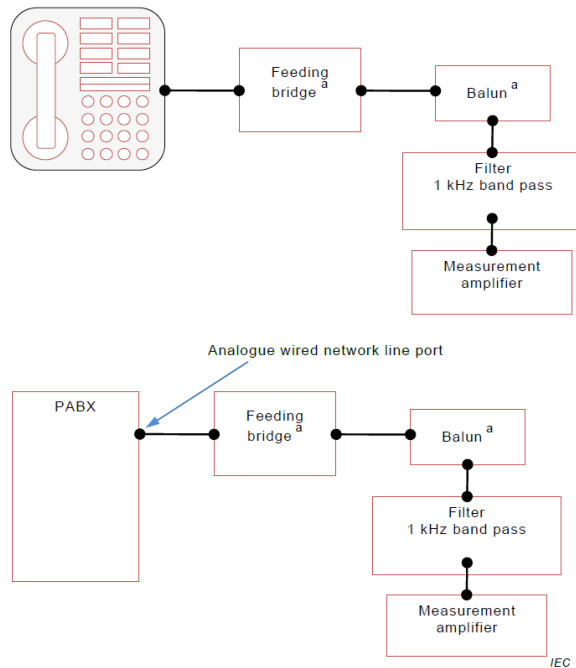 Feeding
bridge a
Balun a
Filter
1 kHz band pass
Measurement
amplifier
Analogue wired network line port
PABX
Feeding
bridge a
Balun a
Filter
1 kHz band pass
Measurement
amplifier
IEC